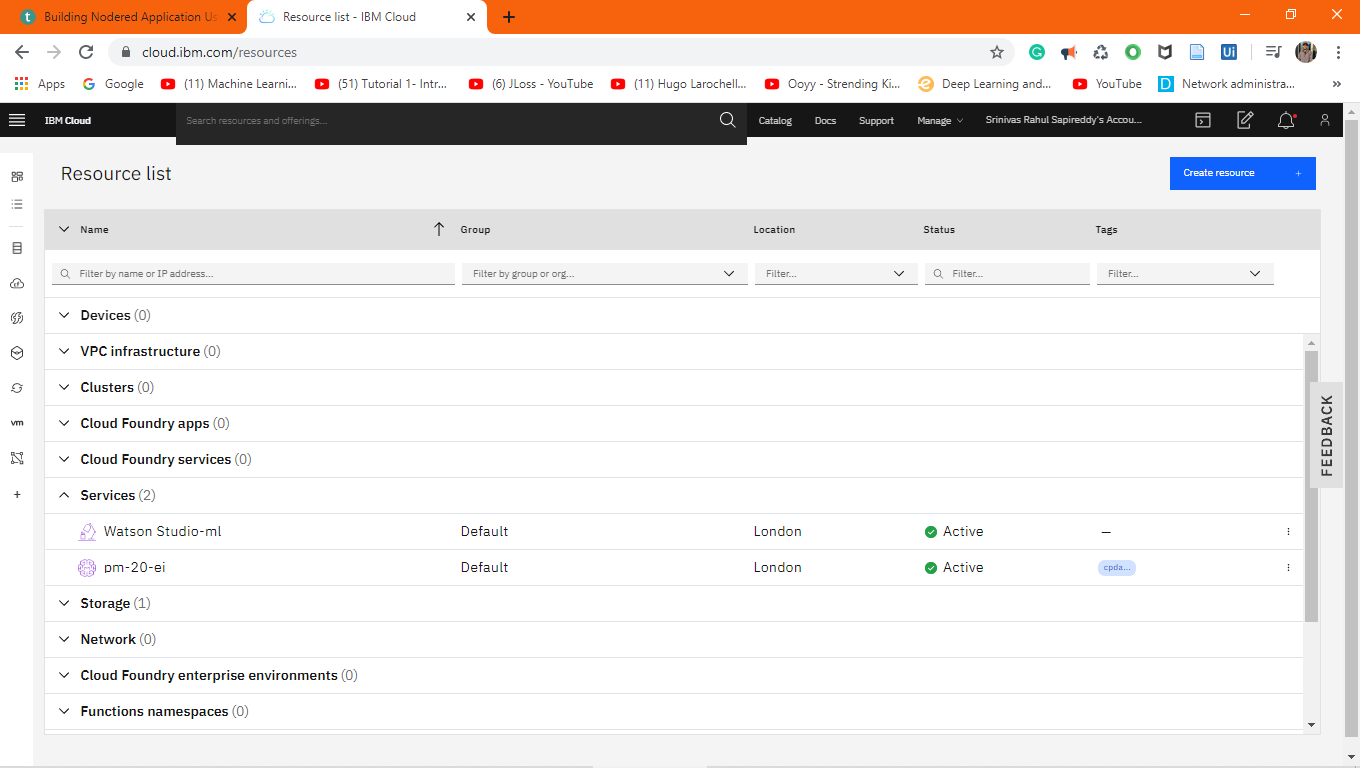 Building Nodered Application Us
Resource list - IBM Cloud
cloud.ibm.com/resources
Apps
Google
(11) Machine Learni...
(51) Tutorial 1- Intr...
(6) JLoss - YouTube
(11) Hugo Larochell...
Ooyy - Strending Ki...
Deep Learning and...
YouTube
Network administra...
IBM Cloud
Search resources and offerings...
Catalog
Docs
Support
Manage
Srinivas Rahul Sapireddy's Accou...
Resource list
Create resource +
Name
Group
Location
Status
Tags
Filter by name or IP address...
Filter by group or org...
Filter...
Filter...
Filter...
Devices (0)
VPC infrastructure (0)
Clusters (0)
Cloud Foundry apps (0)
Cloud Foundry services (0)
Services (2)
Watson Studio-ml Default London Active —
pm-20-ei Default London Active cpda...
Storage (1)
Network (0)
Cloud Foundry enterprise environments (0)
Functions namespaces (0)
vm
FEEDBACK